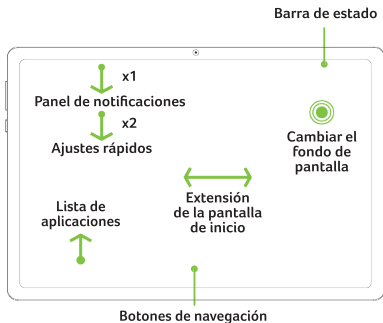 Barra de estado
x1
Panel de notificaciones
x2
Ajustes rápidos
Cambiar el
fondo de
pantalla
Extensión
de la pantalla
de inicio
Lista de
aplicaciones
Botones de navegación